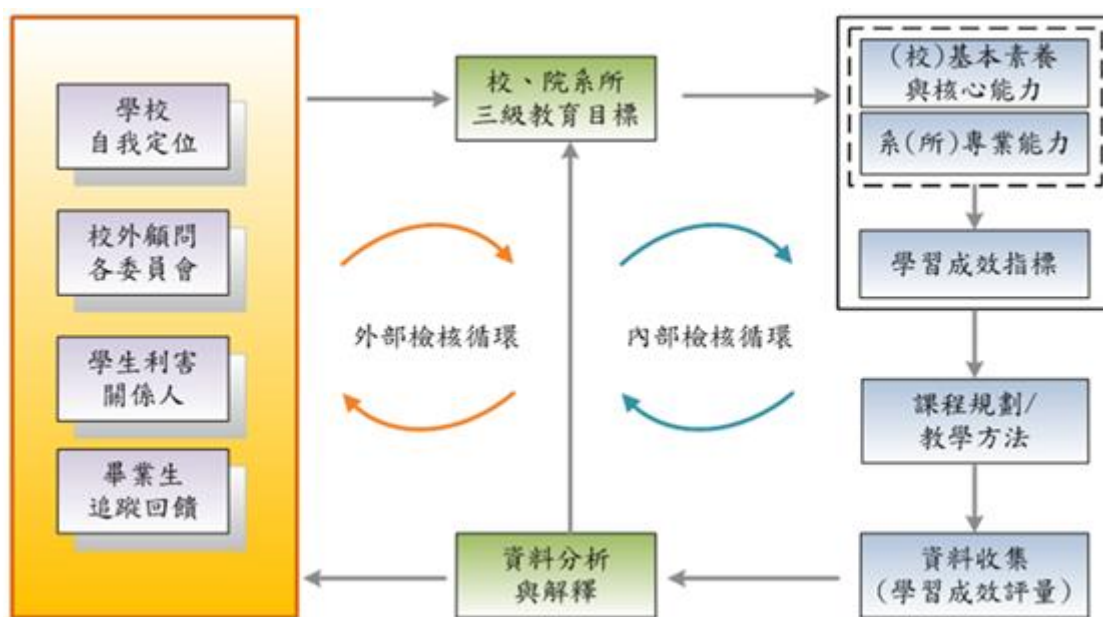 學校
自我定位
校外顧問
各委員會
學生利害
關係人
畢業生
追蹤回饋
校、院系所
三級教育目標
外部檢核循環
內部檢核循環
資料分析
與解釋
(校)基本素養
與核心能力
系(所)專業能力
學習成效指標
課程規劃/
教學方法
資料收集
(學習成效評量)